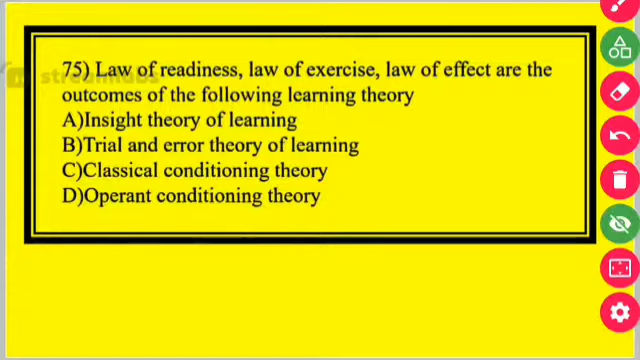 75) Law of readiness, law of exercise, law of effect are the
outcomes of the following learning theory
A)Insight theory of learning
B)Trial and error theory of learning
C)Classical conditioning theory
D)Operant conditioning theory